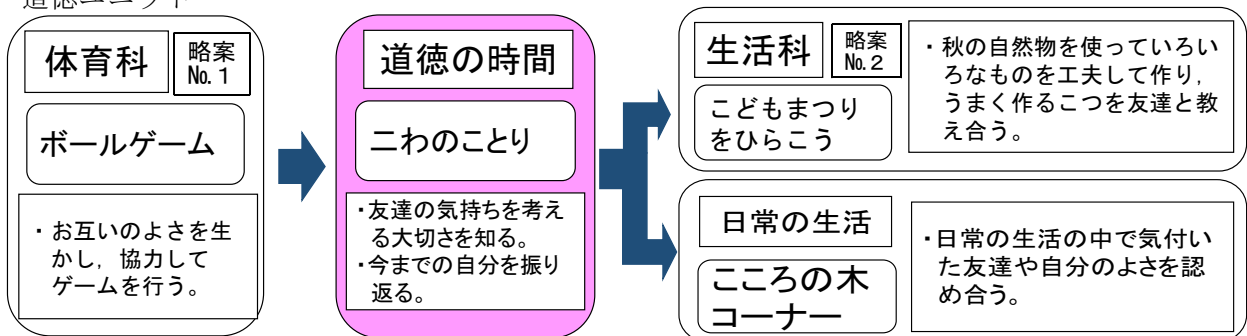 道徳ユニット
体育科
略案
№.1
ボールゲーム
・お互いのよさを生
かし，協力して
ゲームを行う。
道徳の時間
二わのことり
・友達の気持ちを考え
る大切さを知る。
・今までの自分を振り
返る。
生活科
略案
№.2
こどもまつり
をひらこう
・秋の自然物を使っていろい
ろなものを工夫して作り，
うまく作るこつを友達と教
え合う。
日常の生活
こころの木
コーナー
・日常の生活の中で気付い
た友達や自分のよさを認
め合う。